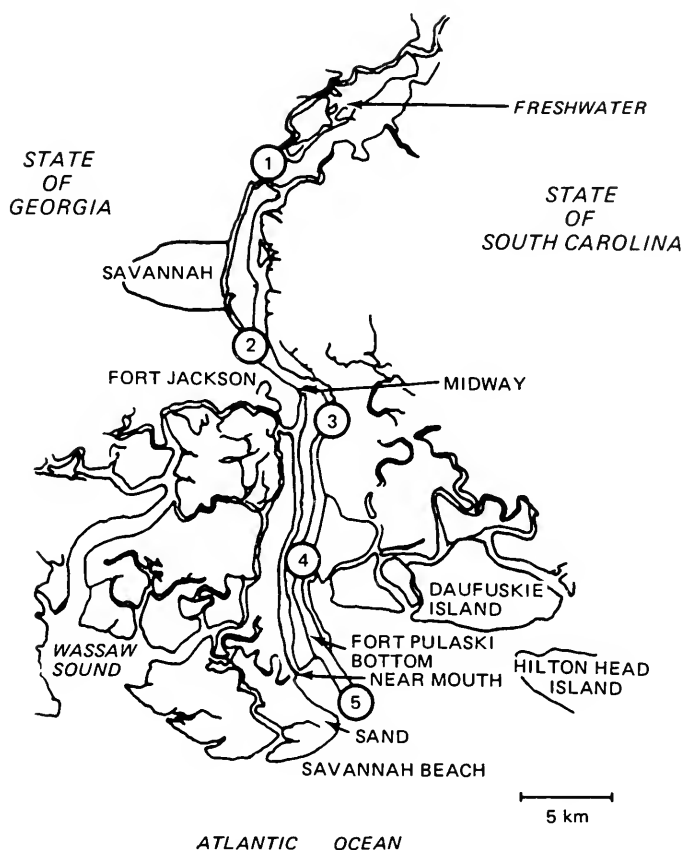 FRESHWATER
1
STATE
OF
GEORGIA
STATE
OF
SOUTH CAROLINA
SAVANNAH
2
FORT JACKSON
MIDWAY
3
4
DAUFUSKIE
ISLAND
WASSAW
SOUND
FORT PULASKI
BOTTOM
NEAR MOUTH
HILTON HEAD
ISLAND
5
SAND
SAVANNAH BEACH
5 km
ATLANTIC OCEAN